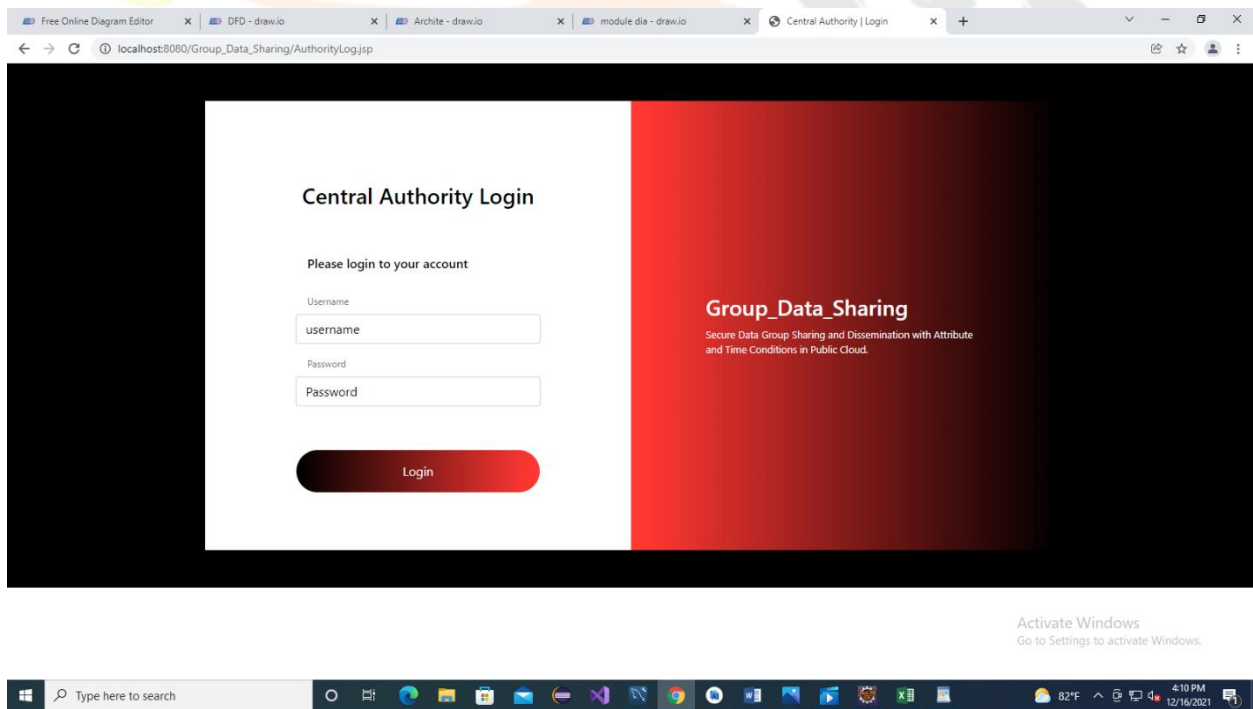 Free Online Diagram Editor
DFD - draw.io
Archite - draw.io
module dia - draw.io
Central Authority | Login
localhost:8080/Group_Data_Sharing/AuthorityLog.jsp
Central Authority Login
Please login to your account
Username
username
Password
Password
Login
Group_Data_Sharing
Secure Data Group Sharing and Dissemination with Attribute
and Time Conditions in Public Cloud.
Activate Windows
Go to Settings to activate Windows.
Type here to search
82°F
4:10 PM
12/16/2021